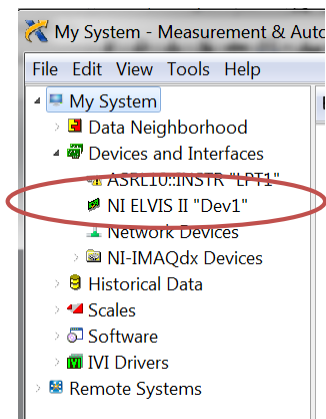 My System - Measurement & Auto
File Edit View Tools Help
My System
Data Neighborhood
Devices and Interfaces
ASRL10::INSTR "LPT1"
NI ELVIS II "Dev1"
Network Devices
NI-IMAQdx Devices
Historical Data
Scales
Software
IVI Drivers
Remote Systems